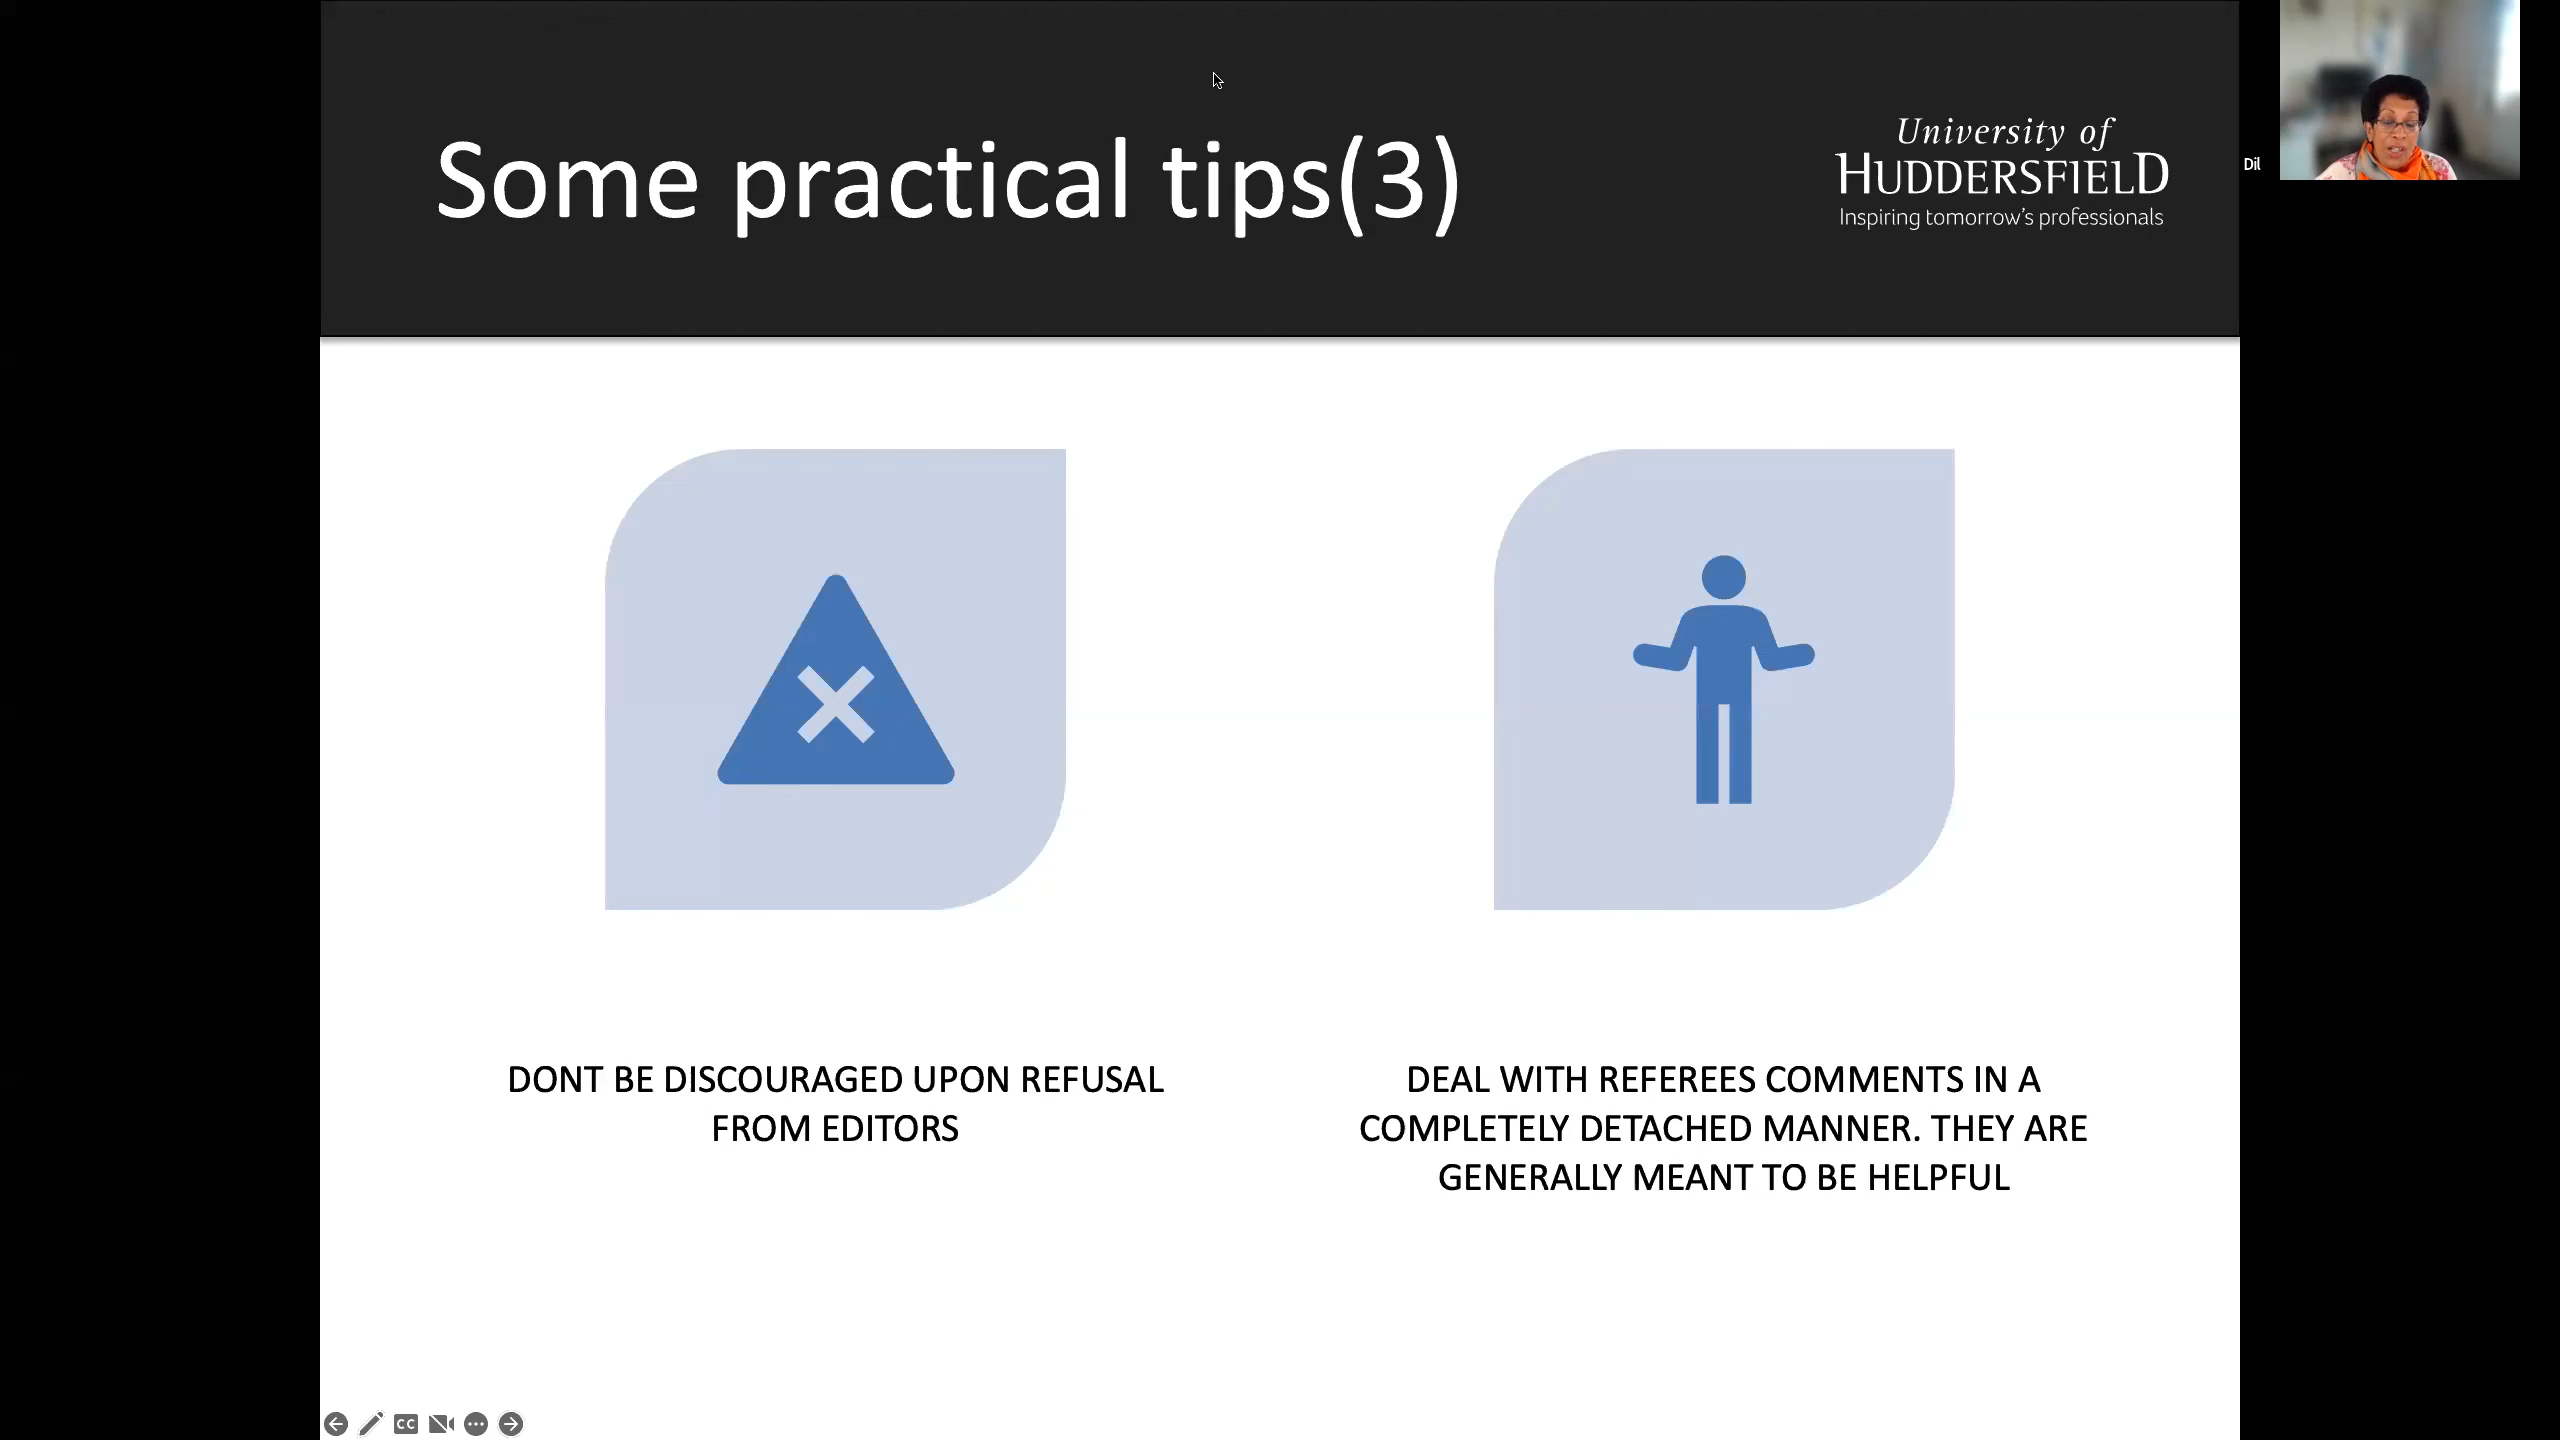 Some practical tips(3)
University of
HUDDERSFIELD
Inspiring tomorrow's professionals
Dil
DONT BE DISCOURAGED UPON REFUSAL
FROM EDITORS
DEAL WITH REFEREES COMMENTS IN A
COMPLETELY DETACHED MANNER. THEY ARE
GENERALLY MEANT TO BE HELPFUL
CC